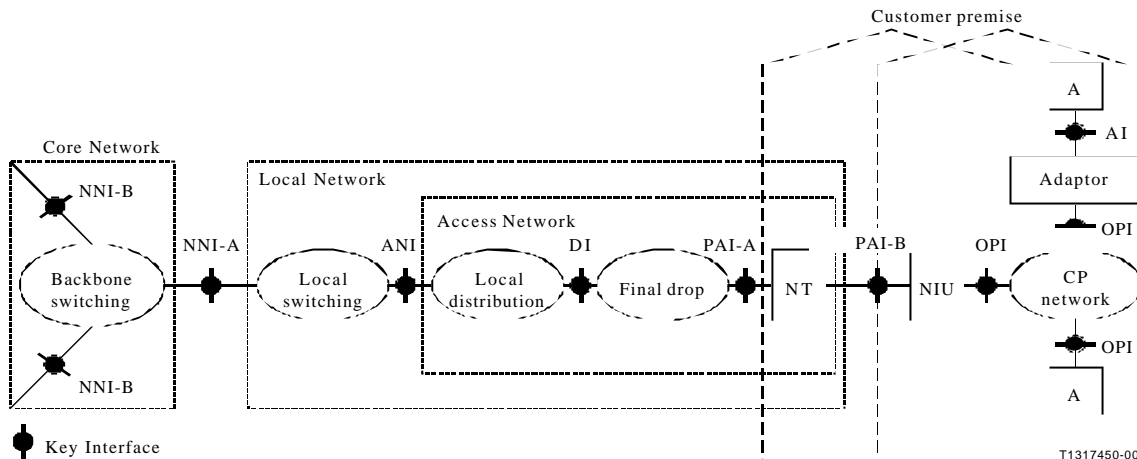 Customer premise
A
AI
Core Network
Local Network
Adaptor
NNI-B
Access Network
OPI
NNI-A
ANI
DI
PAI-A
PAI-B
OPI
Backbone
switching
Local
switching
Local
distribution
Final drop
NT
NIU
CP
network
OPI
NNI-B
A
Key Interface
T1317450-00